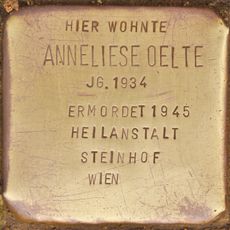 HIER WOHNTE
ANNELIESE OELTE
JG. 1934
ERMORDET 1945
HEILANSTALT
STEINHOF
WIEN